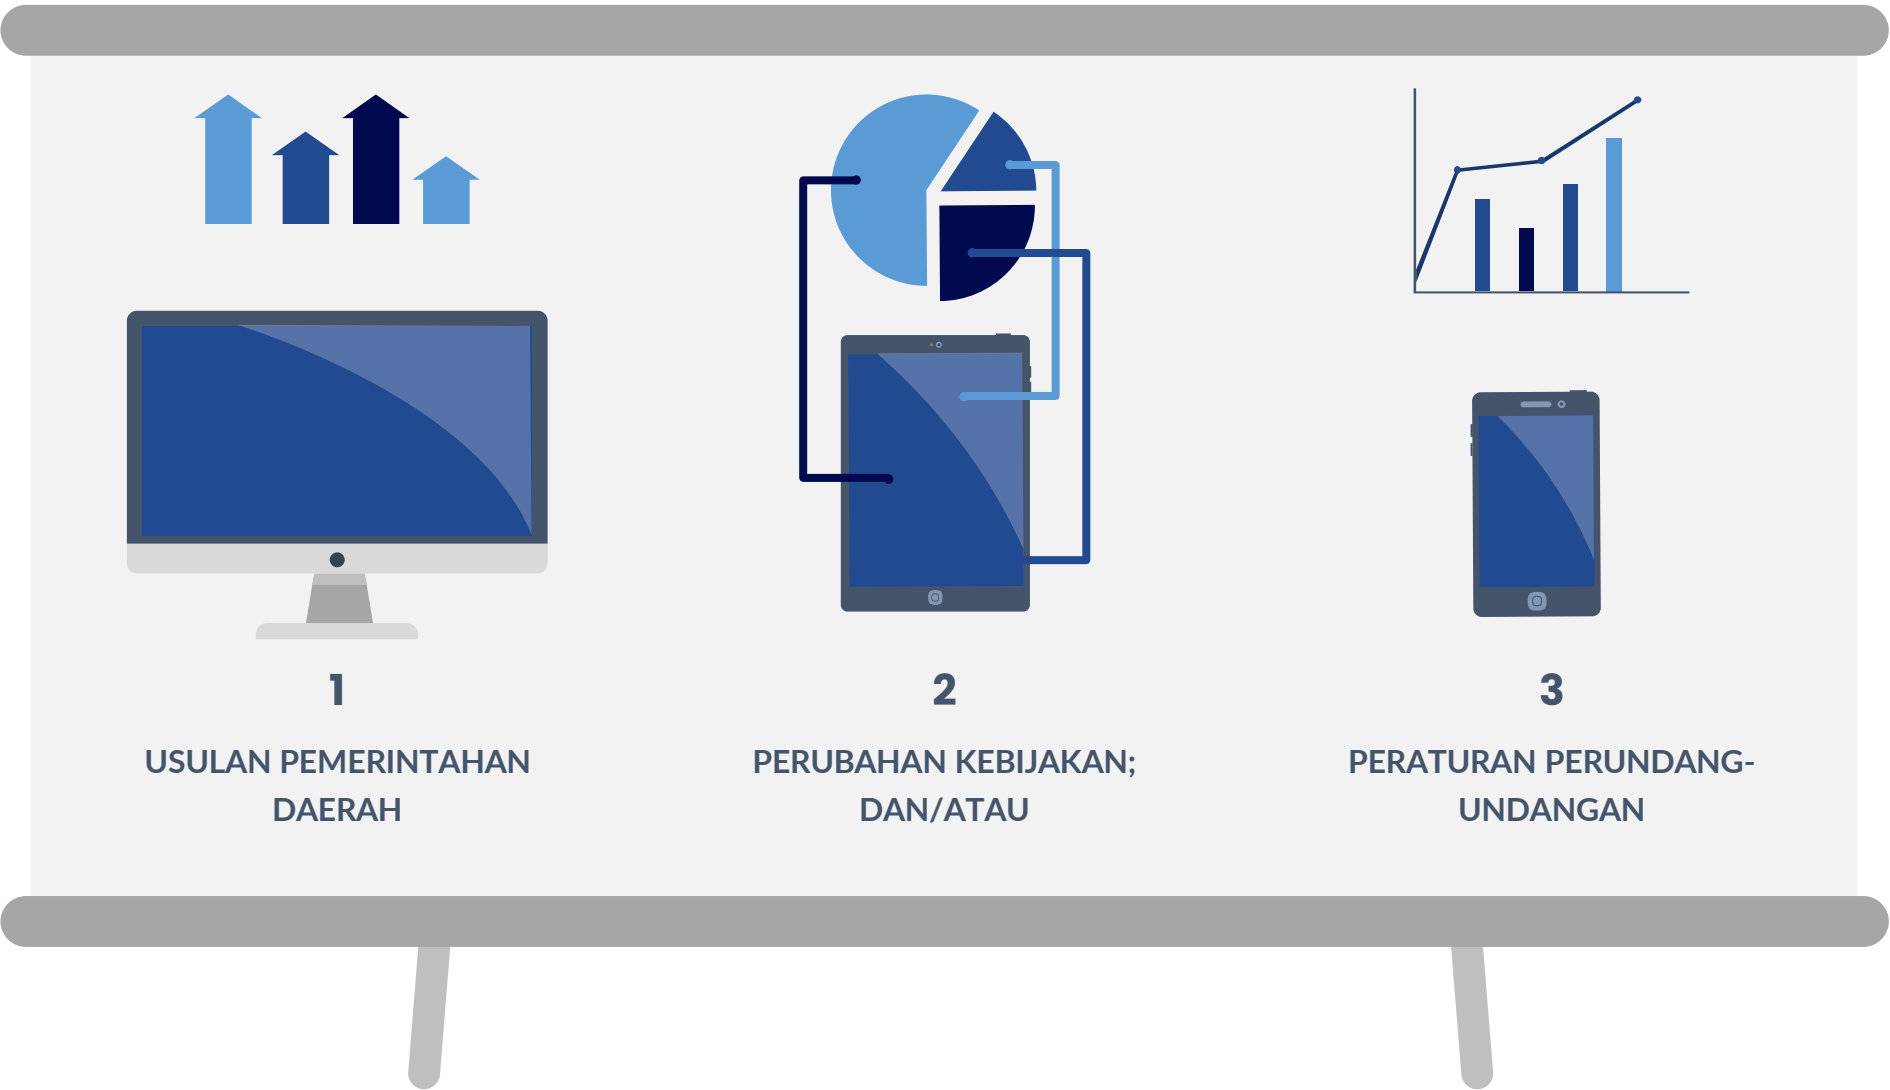 1
USULAN PEMERINTAHAN
DAERAH
2
PERUBAHAN KEBIJAKAN;
DAN/ATAU
3
PERATURAN PERUNDANG-
UNDANGAN